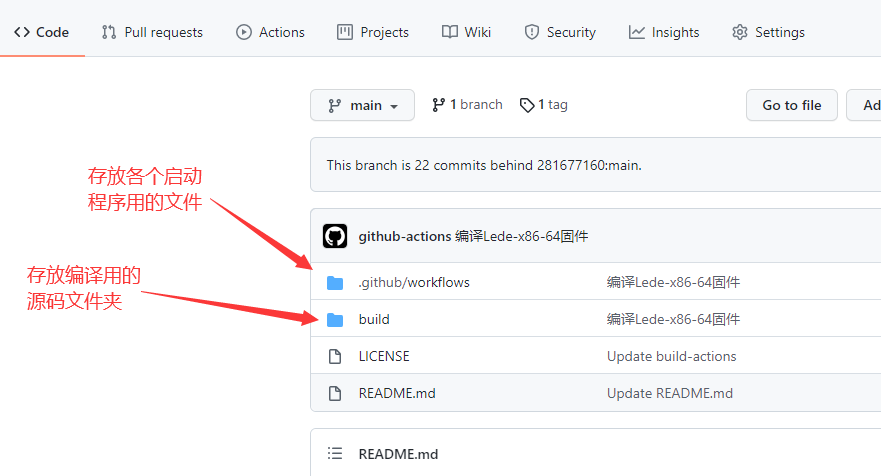 Code Pull requests Actions Projects Wiki Security Insights Settings
main 1 branch 1 tag Go to file Ad
This branch is 22 commits behind 281677160:main.
存放各个启动
程序用的文件
github-actions 编译Lede-x86-64固件
存放编译用的
源码文件夹
.github/workflows 编译Lede-x86-64固件
build 编译Lede-x86-64固件
LICENSE Update build-actions
README.md Update README.md
README.md